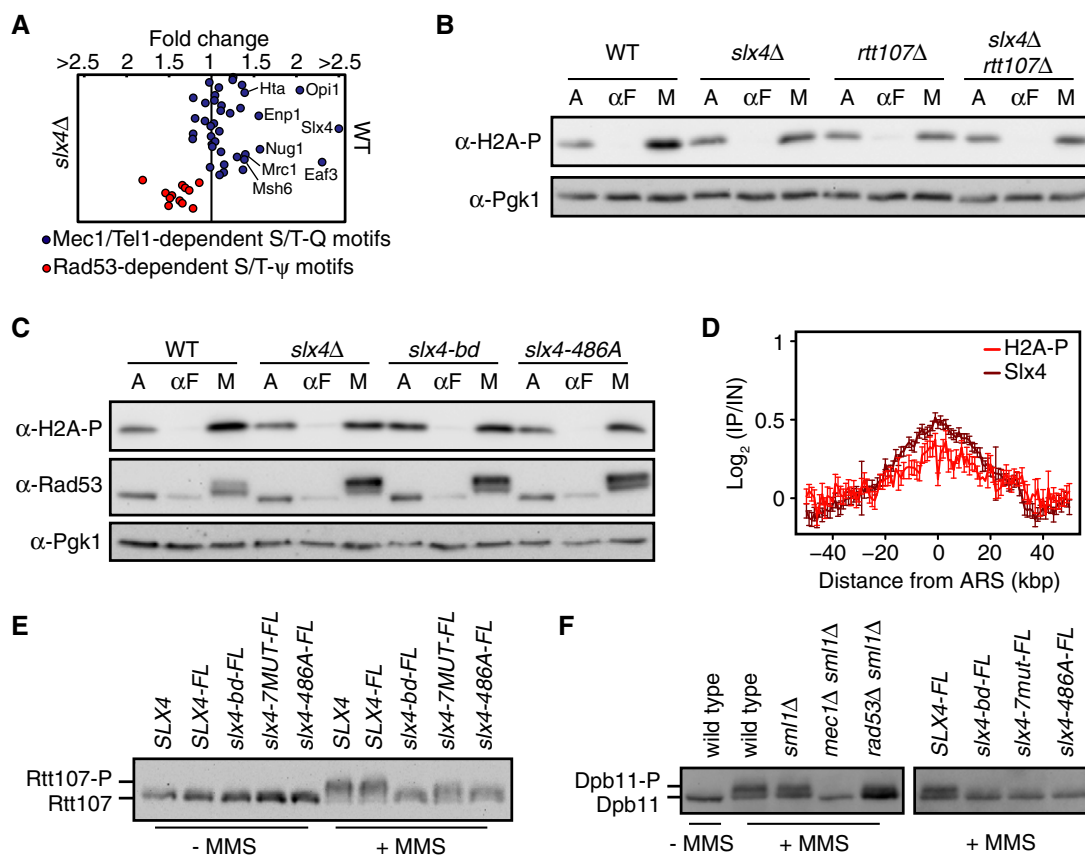 A
Fold change
>2.5 2 1.5 1 1.5 2 >2.5
slx4Δ
WT
Hta
Opi1
Enp1
Slx4
Nug1
Mrc1
Eaf3
Msh6
Mec1/Tel1-dependent S/T-Q motifs
Rad53-dependent S/T-ψ motifs
B
WT slx4Δ rtt107Δ slx4Δ rtt107Δ
A αF M A αF M A αF M A αF M
α-H2A-P
α-Pgk1
C
WT slx4Δ slx4-bd slx4-486A
A αF M A αF M A αF M A αF M
α-H2A-P
α-Rad53
α-Pgk1
D
H2A-P
Slx4
Log2 (IP/IN)
1
0.5
0
−40 −20 0 20 40
Distance from ARS (kbp)
E
SLX4 SLX4-FL slx4-bd-FL slx4-7MUT-FL slx4-486A-FL SLX4 SLX4-FL slx4-bd-FL slx4-7MUT-FL slx4-486A-FL
Rtt107-P
Rtt107
- MMS + MMS
F
wild type wild type sml1Δ mec1Δ sml1Δ rad53Δ sml1Δ SLX4-FL slx4-bd-FL slx4-7mut-FL slx4-486A-FL
Dpb11-P
Dpb11
- MMS + MMS + MMS